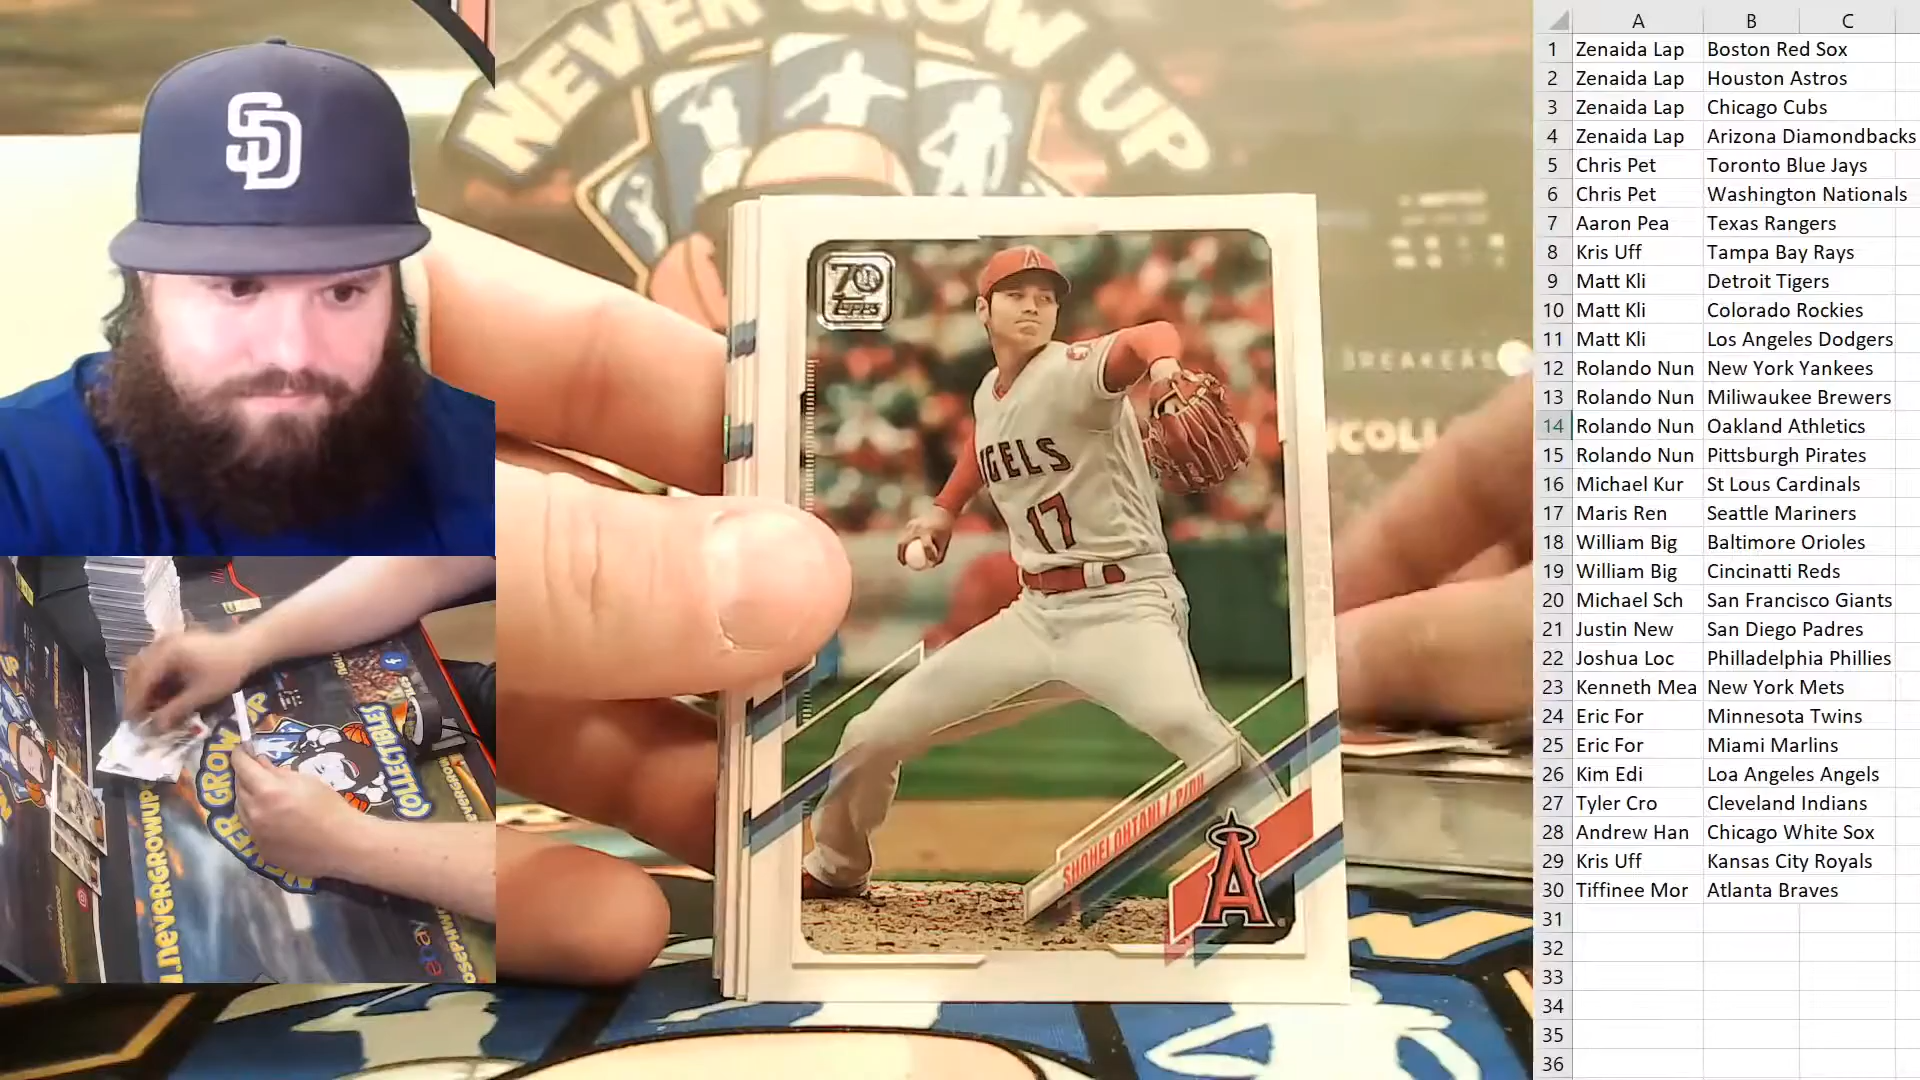 SD
NEVER GROW UP
70
TOPPS
ANGELS
17
SHOHEI OHTANI / P/DH
A
BREAKERS
NEVER GROW UP
COLLECTIBLES
A B C
1 Zenaida Lap Boston Red Sox
2 Zenaida Lap Houston Astros
3 Zenaida Lap Chicago Cubs
4 Zenaida Lap Arizona Diamondbacks
5 Chris Pet Toronto Blue Jays
6 Chris Pet Washington Nationals
7 Aaron Pea Texas Rangers
8 Kris Uff Tampa Bay Rays
9 Matt Kli Detroit Tigers
10 Matt Kli Colorado Rockies
11 Matt Kli Los Angeles Dodgers
12 Rolando Nun New York Yankees
13 Rolando Nun Miliwaukee Brewers
14 Rolando Nun Oakland Athletics
15 Rolando Nun Pittsburgh Pirates
16 Michael Kur St Lous Cardinals
17 Maris Ren Seattle Mariners
18 William Big Baltimore Orioles
19 William Big Cincinatti Reds
20 Michael Sch San Francisco Giants
21 Justin New San Diego Padres
22 Joshua Loc Philladelphia Phillies
23 Kenneth Mea New York Mets
24 Eric For Minnesota Twins
25 Eric For Miami Marlins
26 Kim Edi Loa Angeles Angels
27 Tyler Cro Cleveland Indians
28 Andrew Han Chicago White Sox
29 Kris Uff Kansas City Royals
30 Tiffinee Mor Atlanta Braves
31
32
33
34
35
36